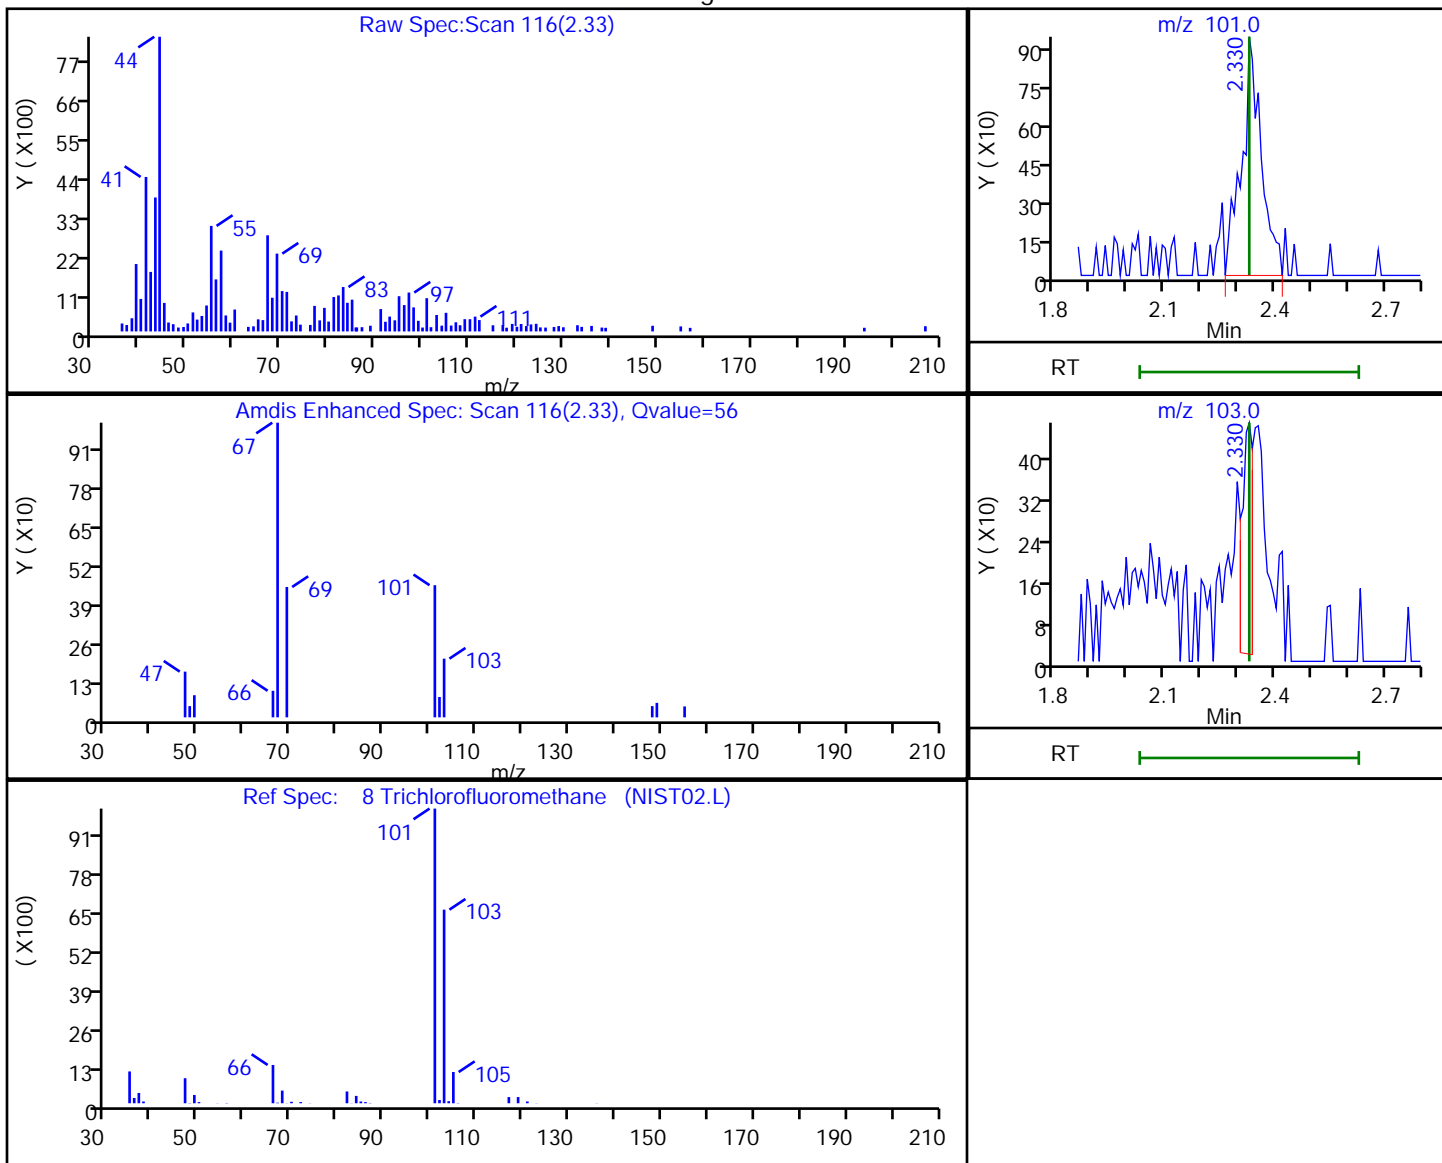 Raw Spec:Scan 116(2.33)
Y ( X100)
77
66
55
44
33
22
11
0
44
41
55
69
83
97
111
30 50 70 90 110 130 150 170 190 210
m/z
m/z 101.0
Y ( X10)
90
75
60
45
30
15
0
2.330
1.8 2.1 2.4 2.7
Min
RT
Amdis Enhanced Spec: Scan 116(2.33), Qvalue=56
Y ( X10)
91
78
65
52
39
26
13
0
67
69
101
103
47
66
30 50 70 90 110 130 150 170 190 210
m/z
m/z 103.0
Y ( X10)
40
32
24
16
8
0
2.330
1.8 2.1 2.4 2.7
Min
RT
Ref Spec: 8 Trichlorofluoromethane (NIST02.L)
( X100)
91
78
65
52
39
26
13
0
101
103
66
105
30 50 70 90 110 130 150 170 190 210